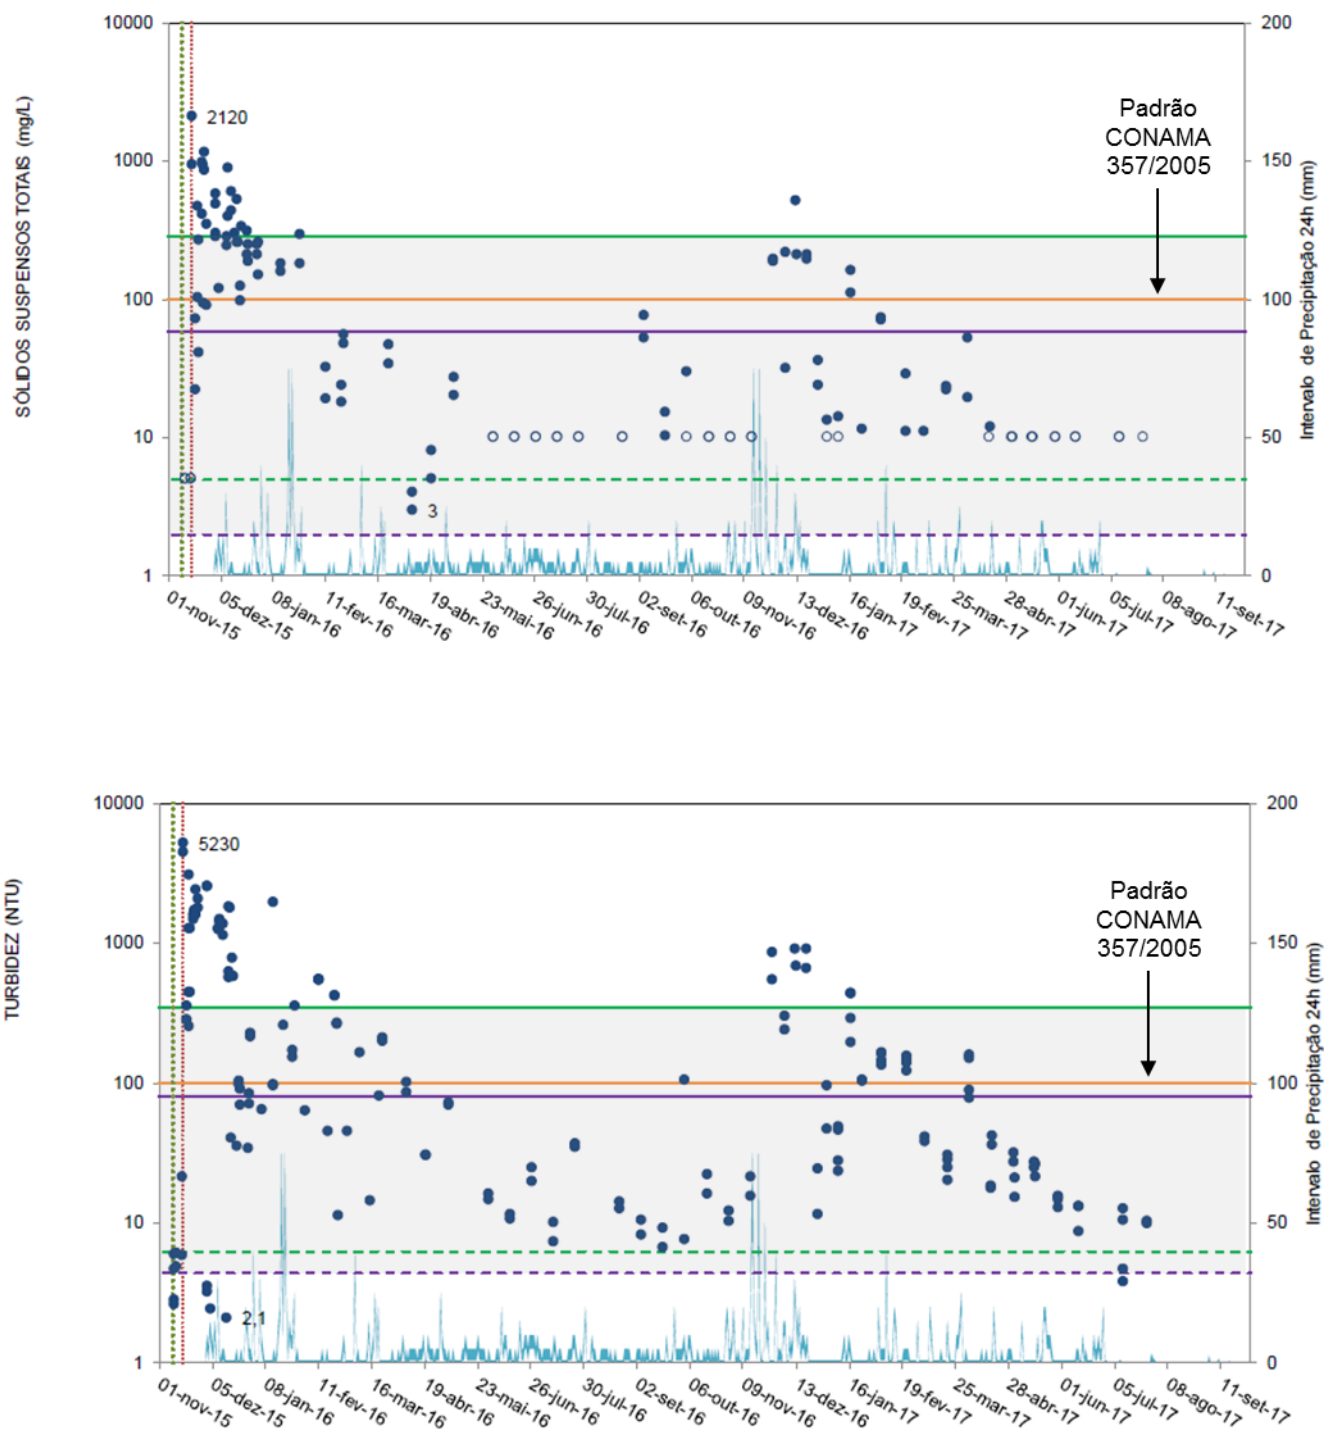 10000
200
SÓLIDOS SUSPENSOS TOTAIS (mg/L)
2120
Padrão
CONAMA
357/2005
1000
150
Intervalo de Precipitação 24h (mm)
100
100
10
50
3
1
0
01-nov-15
05-dez-15
08-jan-16
11-fev-16
16-mar-16
19-abr-16
23-mai-16
26-jun-16
30-jul-16
02-set-16
06-out-16
09-nov-16
13-dez-16
16-jan-17
19-fev-17
25-mar-17
28-abr-17
01-jun-17
05-jul-17
08-ago-17
11-set-17
10000
200
TURBIDEZ (NTU)
5230
Padrão
CONAMA
357/2005
1000
150
Intervalo de Precipitação 24h (mm)
100
100
10
50
2,1
1
0
01-nov-15
05-dez-15
08-jan-16
11-fev-16
16-mar-16
19-abr-16
23-mai-16
26-jun-16
30-jul-16
02-set-16
06-out-16
09-nov-16
13-dez-16
16-jan-17
19-fev-17
25-mar-17
28-abr-17
01-jun-17
05-jul-17
08-ago-17
11-set-17